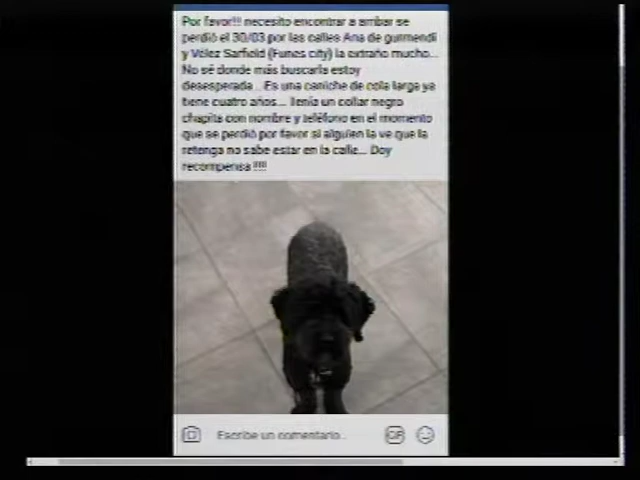 Por favor!!! necesito encontrar a ambar se
perdió el 30/03 por las calles Ana de gurmendi
y Vélez Sarfield (Funes city) la extraño mucho...
No sé donde más buscarla estoy
desesperada ..Es una caniche de cola larga ya
tiene cuatro años... Tenía un collar negro
chapita con nombre y teléfono en el momento
que se perdió por favor si alguien la ve que la
retenga no sabe estar en la calle... Doy
recompensa !!!!
Escribe un comentario...
GIF